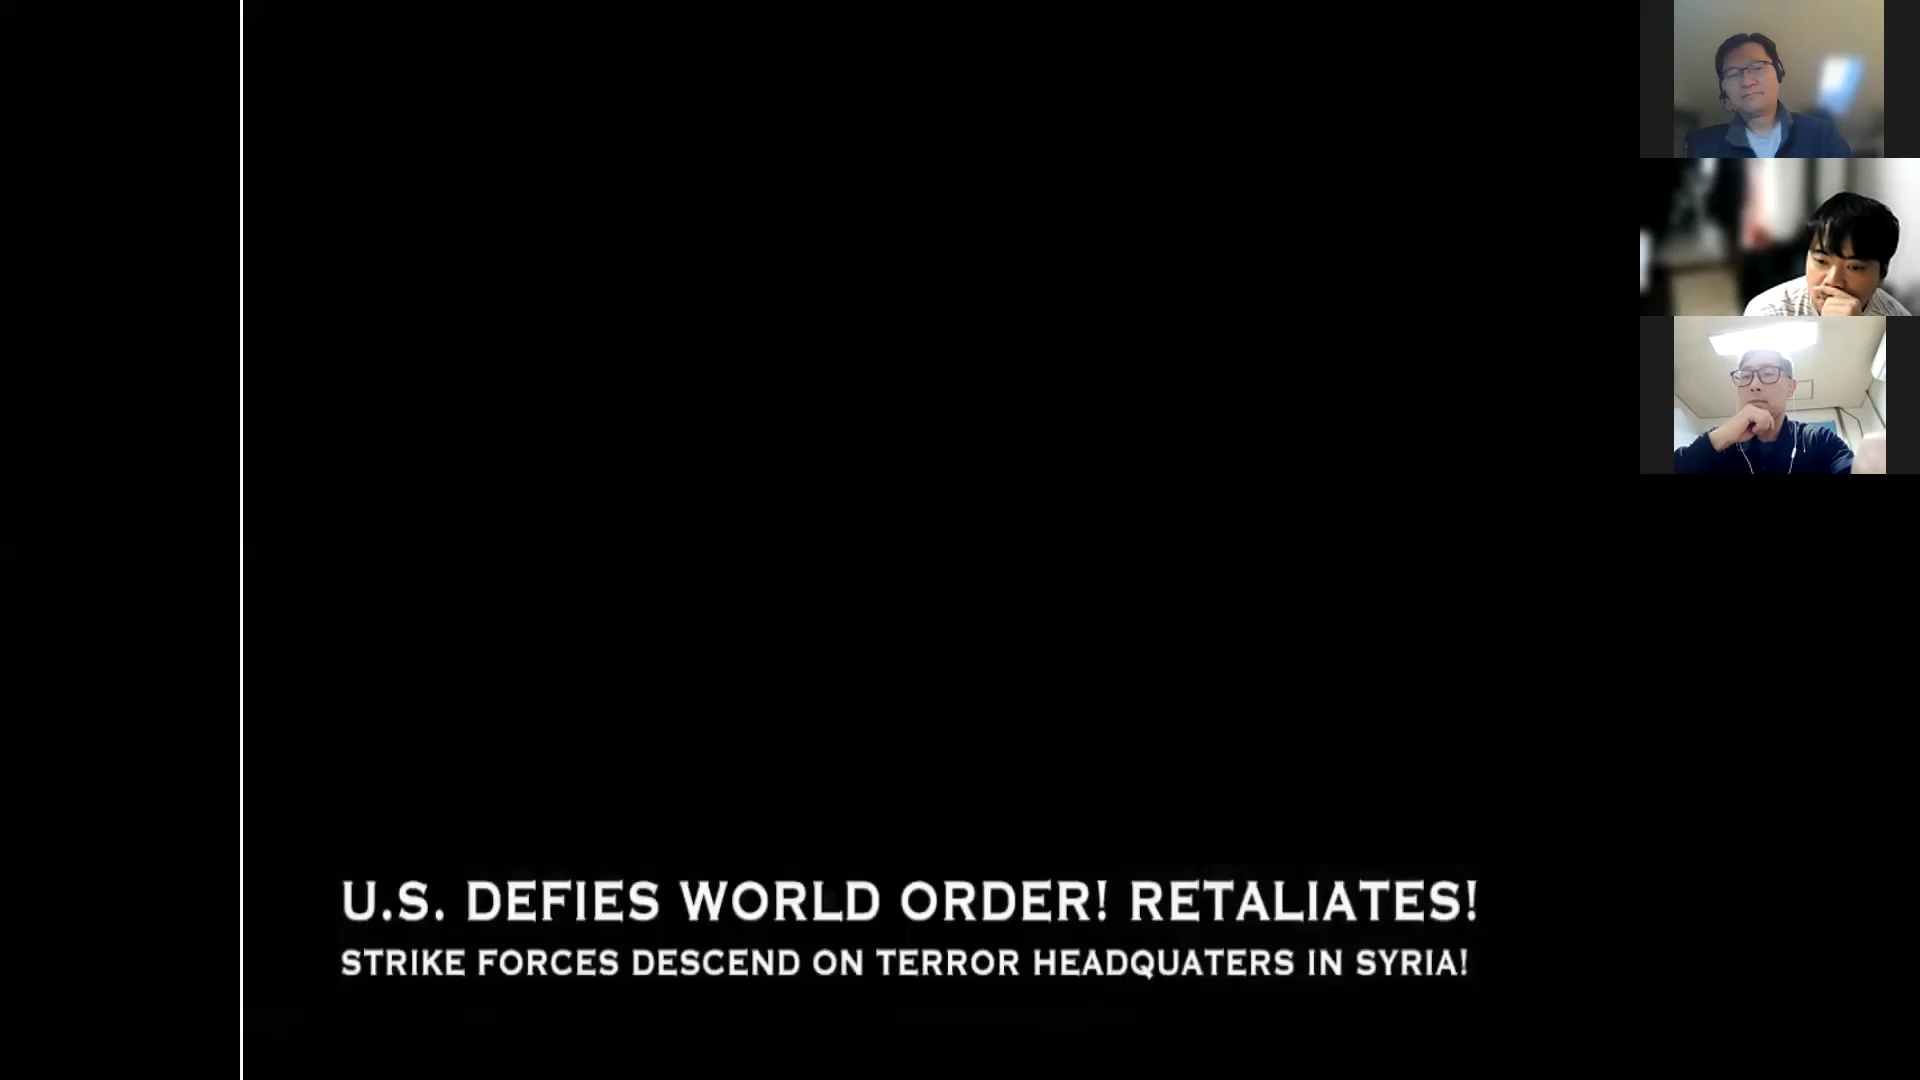 U.S. DEFIES WORLD ORDER! RETALIATES!
STRIKE FORCES DESCEND ON TERROR HEADQUATERS IN SYRIA!